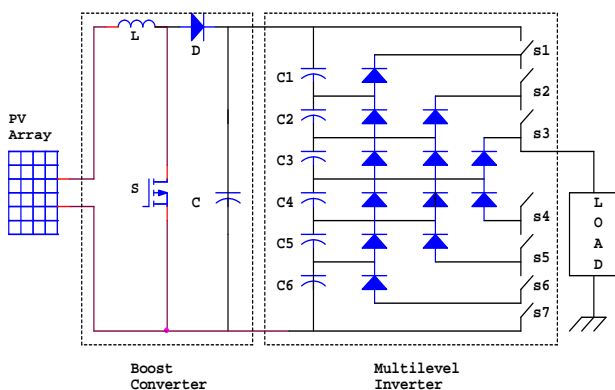 L
D
PV
Array
S
C
C1
C2
C3
C4
C5
C6
s1
s2
s3
s4
s5
s6
s7
LOAD
Boost
Converter
Multilevel
Inverter